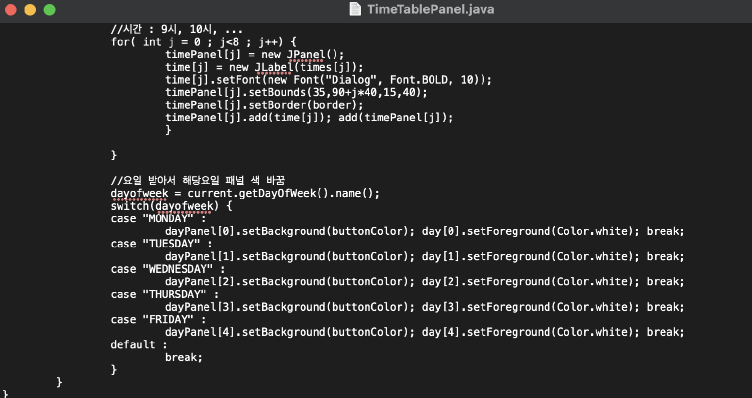 TimeTablePanel.java
//시간 : 9시, 10시, ...
for( int j = 0 ; j<8 ; j++) {
timePanel[j] = new JPanel();
time[j] = new JLabel(times[j]);
time[j].setFont(new Font("Dialog", Font.BOLD, 10));
timePanel[j].setBounds(35,90+j*40,15,40);
timePanel[j].setBorder(border);
timePanel[j].add(time[j]); add(timePanel[j]);
}
}
//요일 받아서 해당요일 패널 색 바꿈
dayofweek = current.getDayOfWeek().name();
switch(dayofweek) {
case "MONDAY" :
dayPanel[0].setBackground(buttonColor); day[0].setForeground(Color.white); break;
case "TUESDAY" :
dayPanel[1].setBackground(buttonColor); day[1].setForeground(Color.white); break;
case "WEDNESDAY" :
dayPanel[2].setBackground(buttonColor); day[2].setForeground(Color.white); break;
case "THURSDAY" :
dayPanel[3].setBackground(buttonColor); day[3].setForeground(Color.white); break;
case "FRIDAY" :
dayPanel[4].setBackground(buttonColor); day[4].setForeground(Color.white); break;
default :
break;
}
}
}